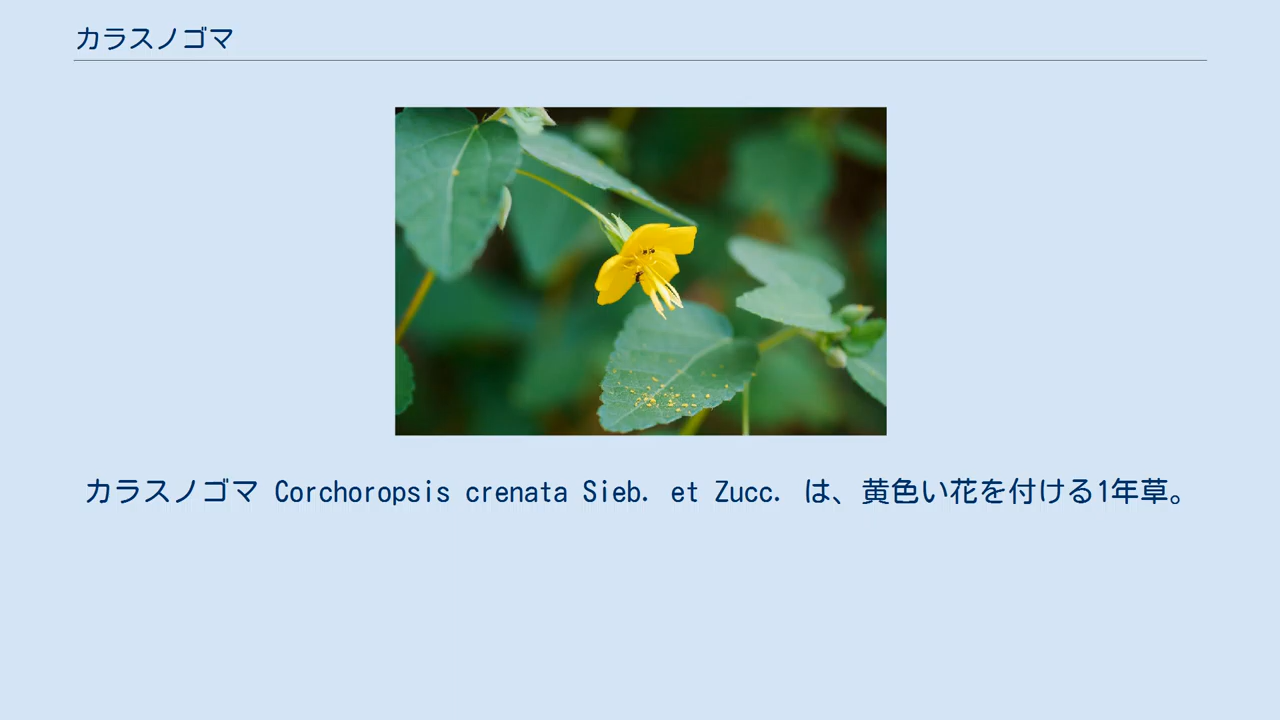 カラスノゴマ
カラスノゴマ Corchoropsis crenata Sieb. et Zucc. は、黄色い花を付ける1年草。